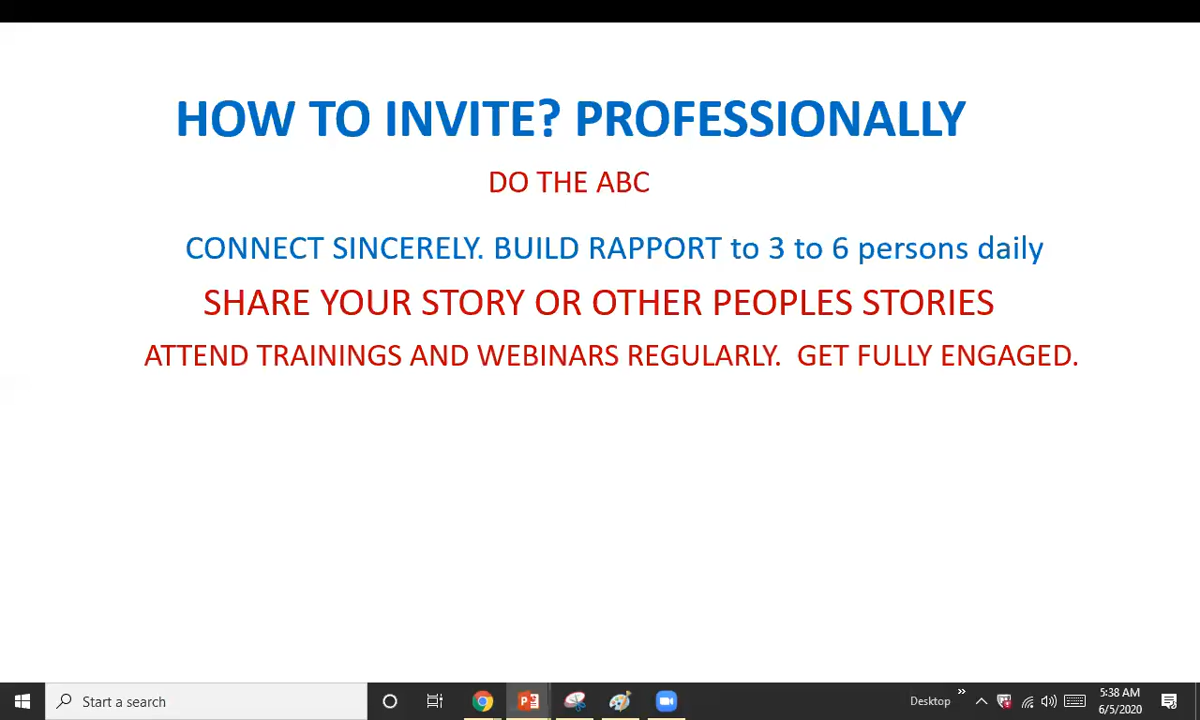 HOW TO INVITE? PROFESSIONALLY
DO THE ABC
CONNECT SINCERELY. BUILD RAPPORT to 3 to 6 persons daily
SHARE YOUR STORY OR OTHER PEOPLES STORIES
ATTEND TRAININGS AND WEBINARS REGULARLY.  GET FULLY ENGAGED.
Start a search
Desktop
5:38 AM
6/5/2020